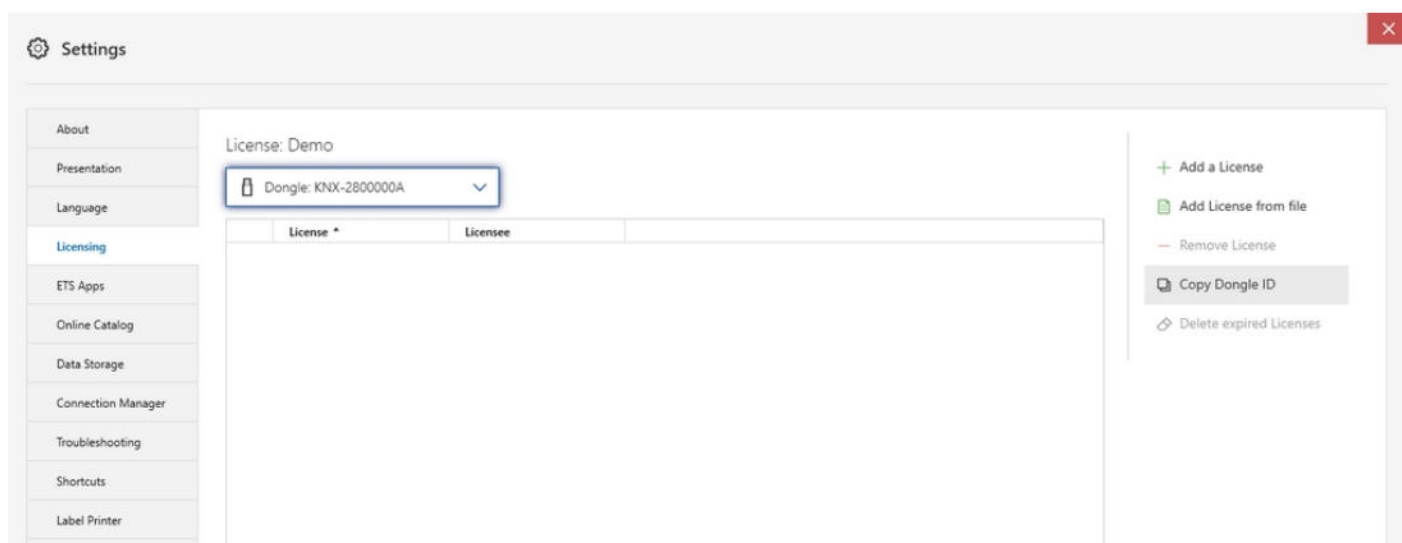 Settings
About
Presentation
Language
Licensing
ETS Apps
Online Catalog
Data Storage
Connection Manager
Troubleshooting
Shortcuts
Label Printer
License: Demo
Dongle: KNX-2800000A
License Licensee
Add a License
Add License from file
Remove License
Copy Dongle ID
Delete expired Licenses